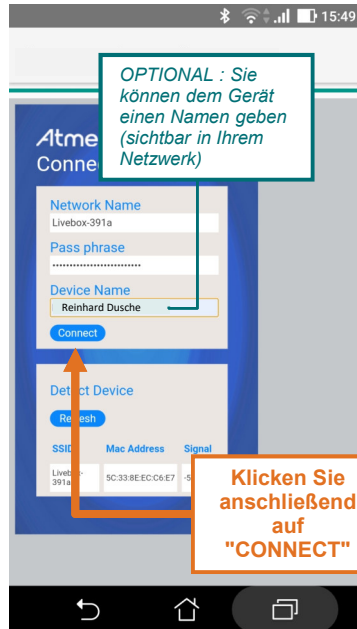 15:49
OPTIONAL : Sie
können dem Gerät
einen Namen geben
(sichtbar in Ihrem
Netzwerk)
Atme
Conne
Network Name
Livebox-391a
Pass phrase
••••••••••••••••••••••••••
Device Name
Reinhard Dusche
Connect
Detect Device
Refresh
SSID Mac Address Signal
Livebox-
391a 5C:33:8E:EC:C6:E7 -5
Klicken Sie
anschließend
auf
"CONNECT"